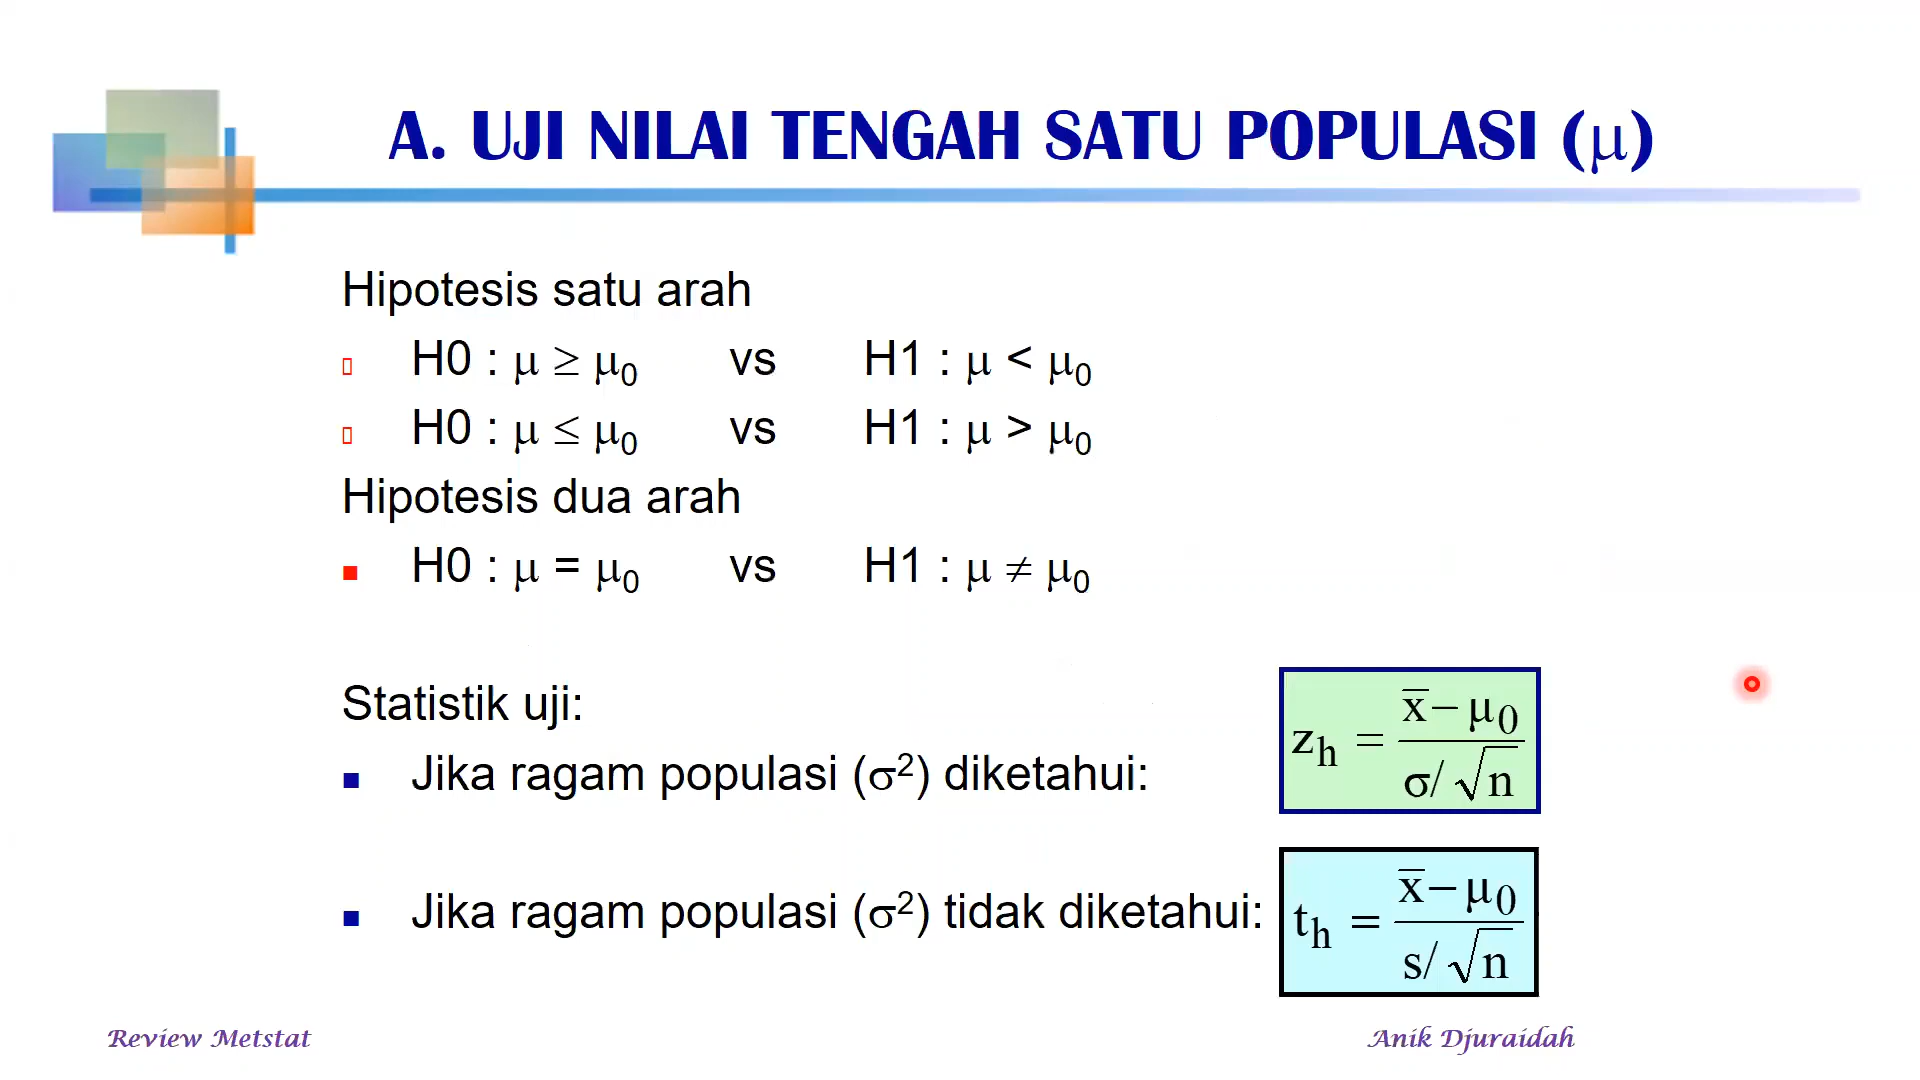 A. UJI NILAI TENGAH SATU POPULASI (μ)
Hipotesis satu arah
H0 : μ ≥ μ₀ vs H1 : μ < μ₀
H0 : μ ≤ μ₀ vs H1 : μ > μ₀
Hipotesis dua arah
H0 : μ = μ₀ vs H1 : μ ≠ μ₀
Statistik uji:
Jika ragam populasi (σ²) diketahui: z_h = (x̅ − μ₀) / (σ/√n)
Jika ragam populasi (σ²) tidak diketahui: t_h = (x̅ − μ₀) / (s/√n)
Review Metstat
Anik Djuraidah